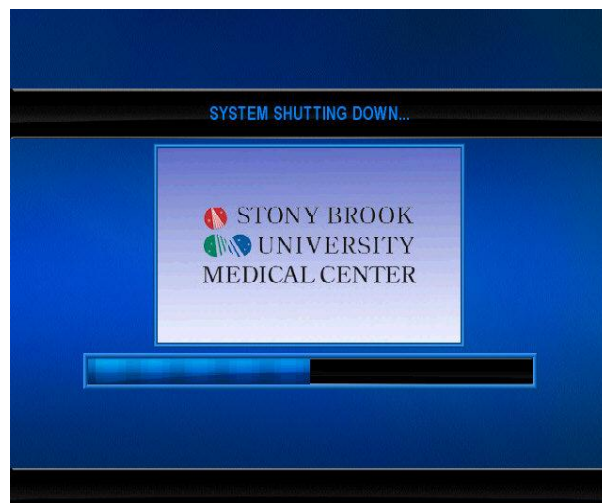 SYSTEM SHUTTING DOWN...
STONY BROOK
UNIVERSITY
MEDICAL CENTER